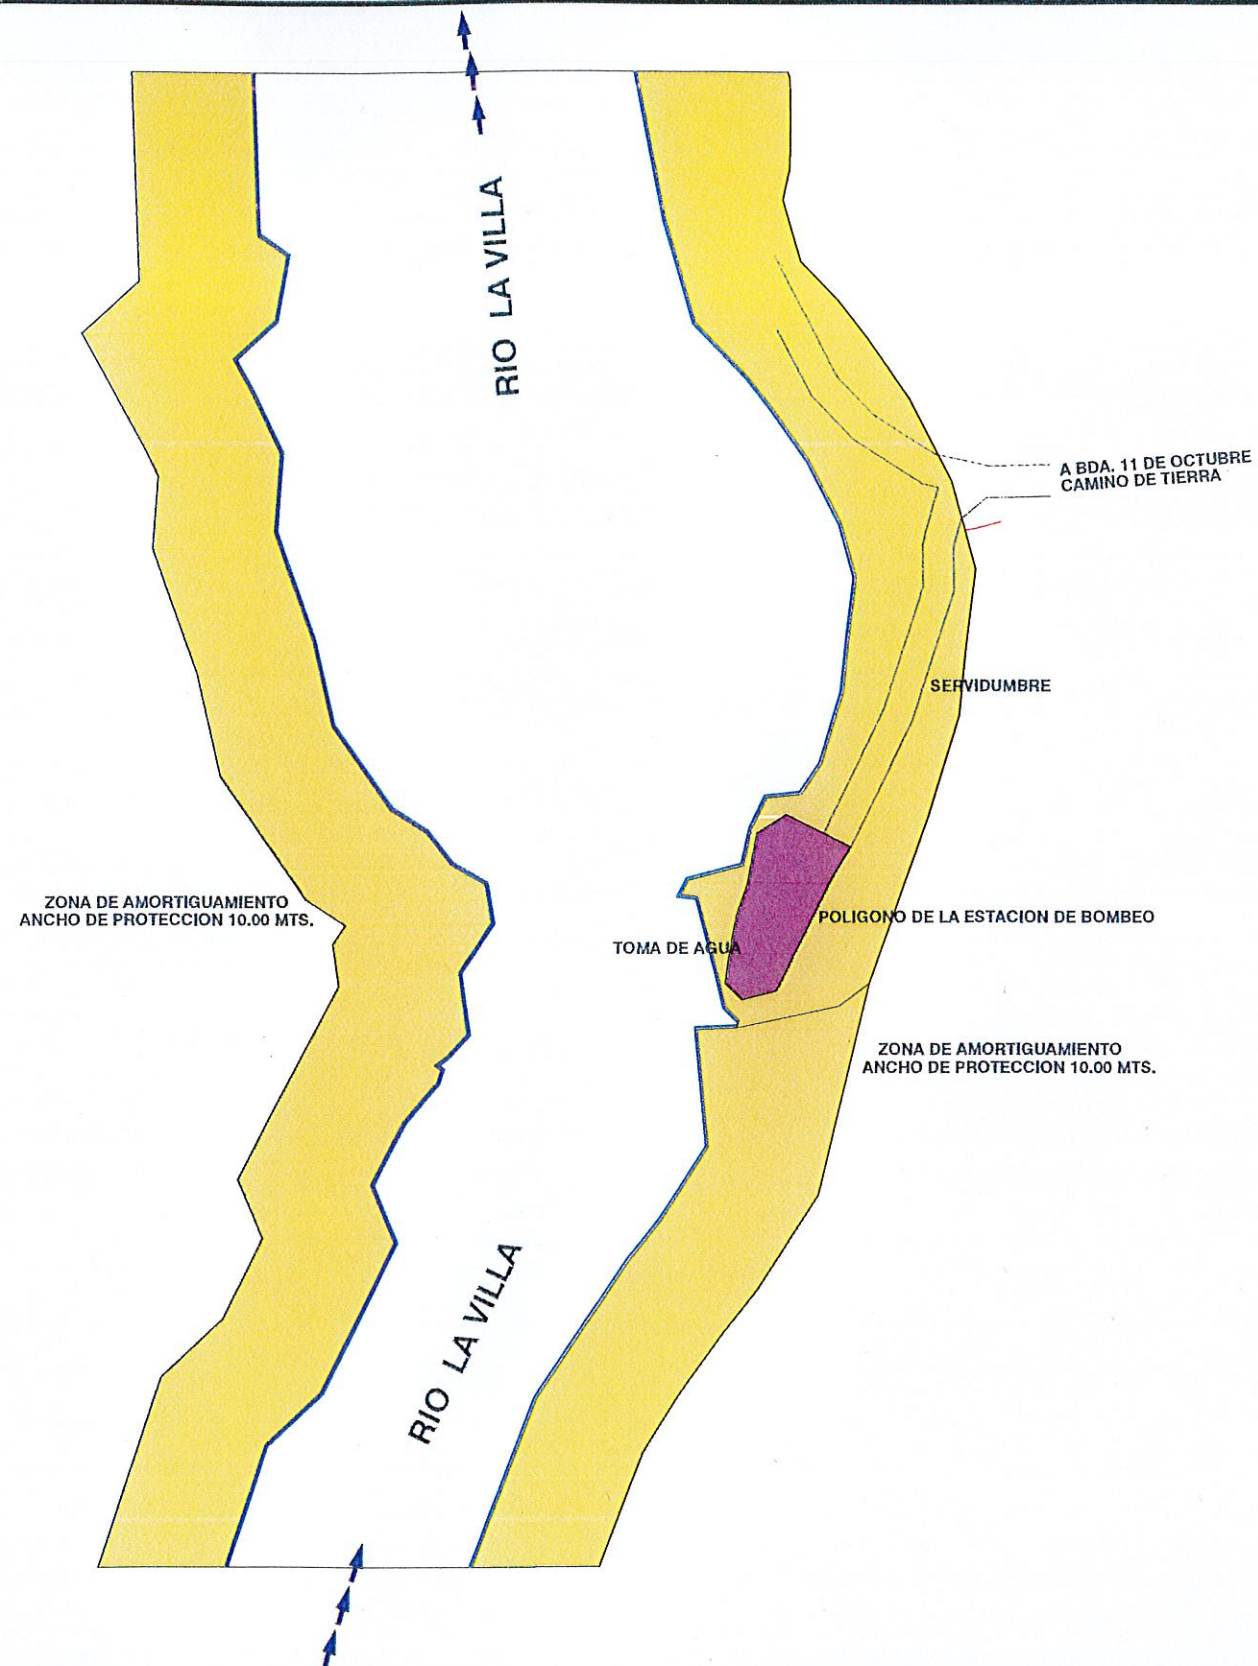 RIO LA VILLA
A BDA. 11 DE OCTUBRE
CAMINO DE TIERRA
SERVIDUMBRE
ZONA DE AMORTIGUAMIENTO
ANCHO DE PROTECCION 10.00 MTS.
POLIGONO DE LA ESTACION DE BOMBEO
TOMA DE AGUA
ZONA DE AMORTIGUAMIENTO
ANCHO DE PROTECCION 10.00 MTS.
RIO LA VILLA